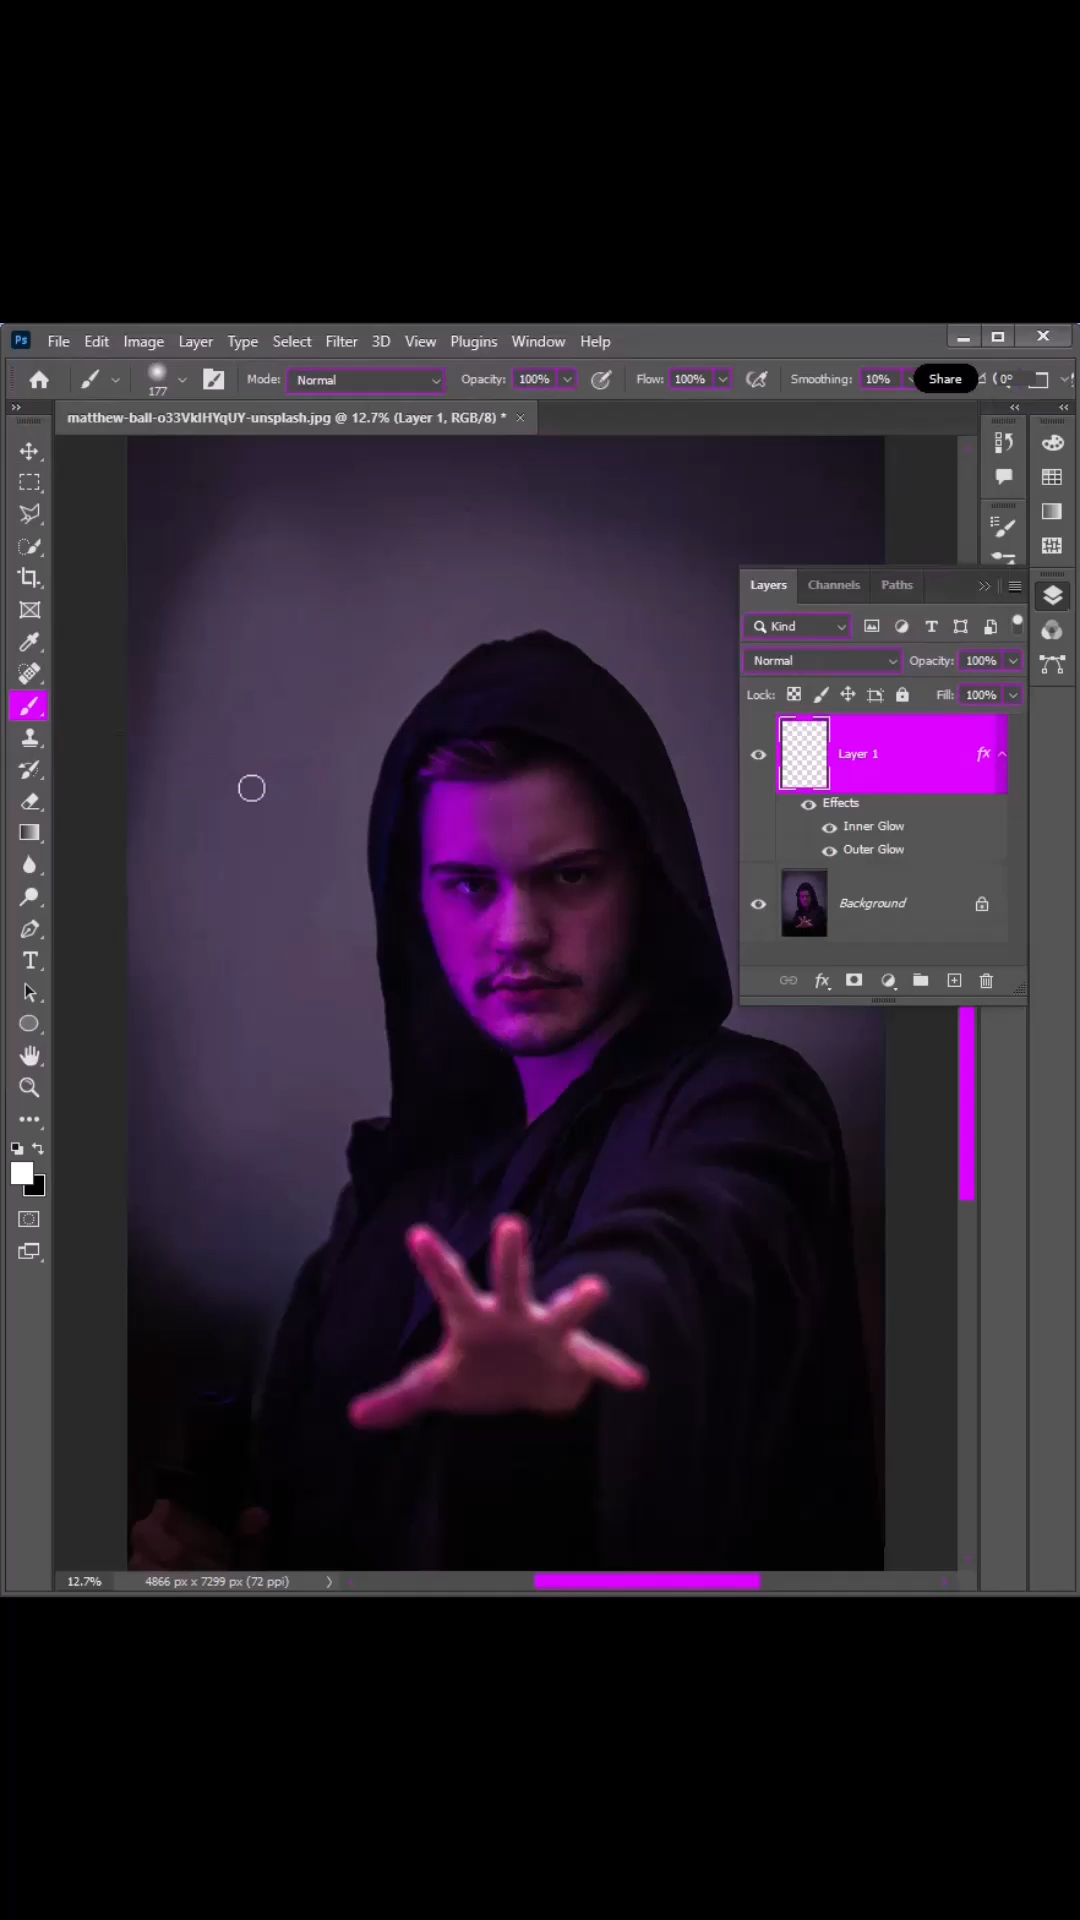 Ps File Edit Image Layer Type Select Filter 3D View Plugins Window Help
177 Mode: Normal Opacity: 100% Flow: 100% Smoothing: 10% Share 0°
matthew-ball-o33VkIHYqUY-unsplash.jpg @ 12.7% (Layer 1, RGB/8) *
Layers Channels Paths
Kind
Normal Opacity: 100%
Lock: Fill: 100%
Layer 1 fx
Effects
Inner Glow
Outer Glow
Background
fx
12.7% 4866 px x 7299 px (72 ppi)